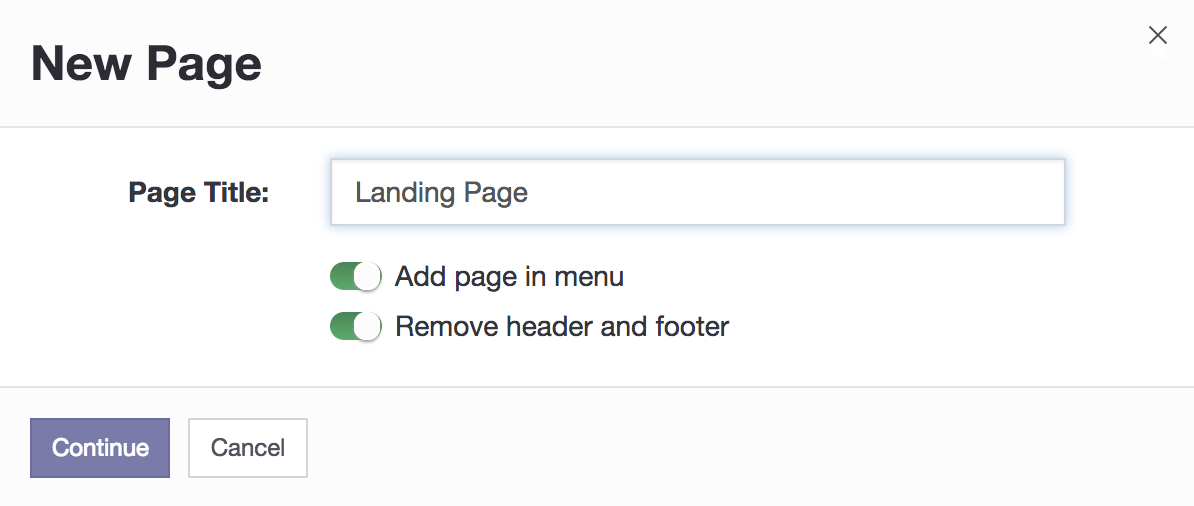 New Page
Page Title: Landing Page
Add page in menu
Remove header and footer
Continue Cancel